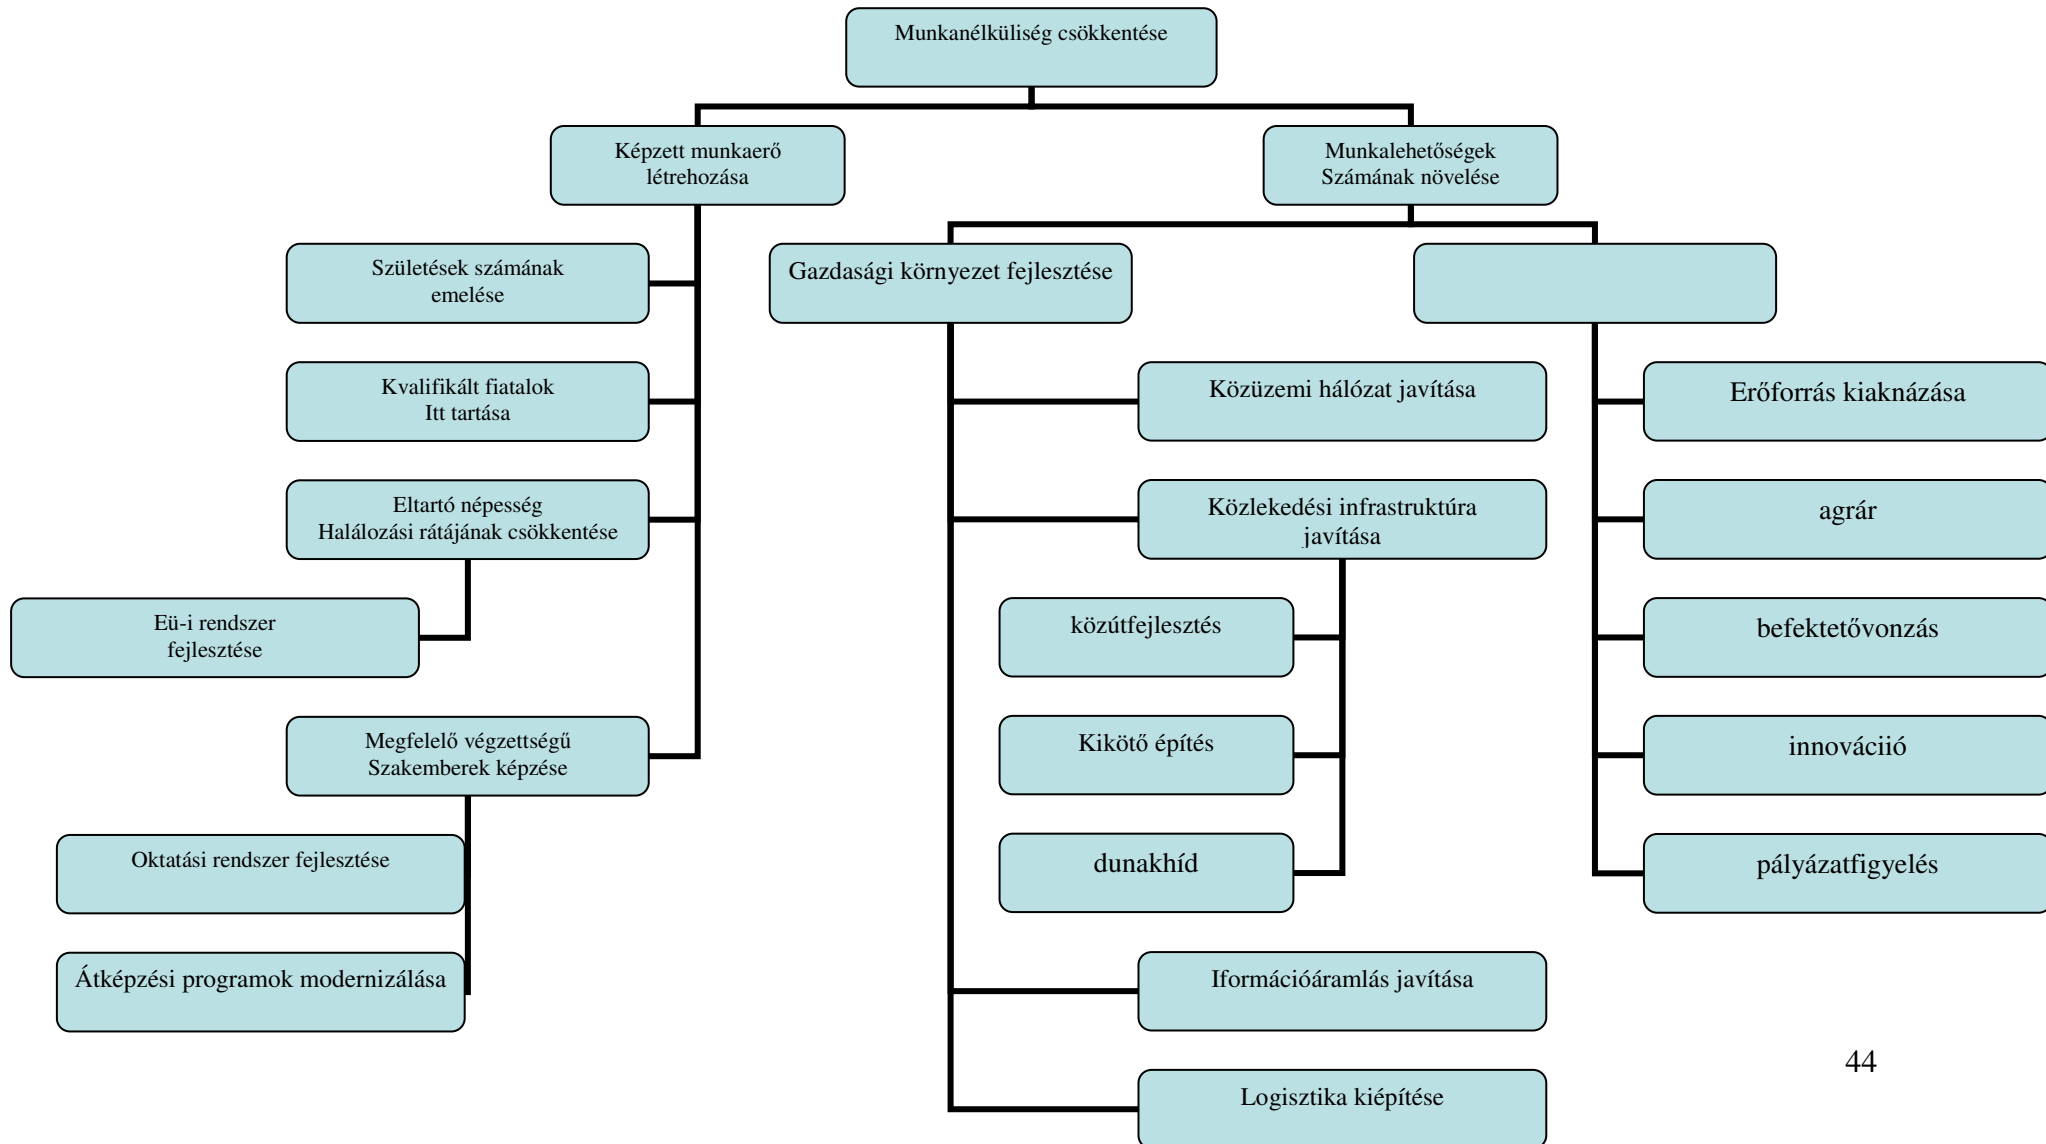 Munkanélküliség csökkentése
Képzett munkaerő
létrehozása
Munkalehetőségek
Számának növelése
Születések számának
emelése
Gazdasági környezet fejlesztése
Kvalifikált fiatalok
Itt tartása
Közüzemi hálózat javítása
Erőforrás kiaknázása
Eltartó népesség
Halálozási rátájának csökkentése
Közlekedési infrastruktúra
javítása
agrár
Eü-i rendszer
fejlesztése
közútfejlesztés
befektetővonzás
Megfelelő végzettségű
Szakemberek képzése
Kikötő építés
innováciió
Oktatási rendszer fejlesztése
dunakhíd
pályázatfigyelés
Átképzési programok modernizálása
Iformációáramlás javítása
Logisztika kiépítése
44